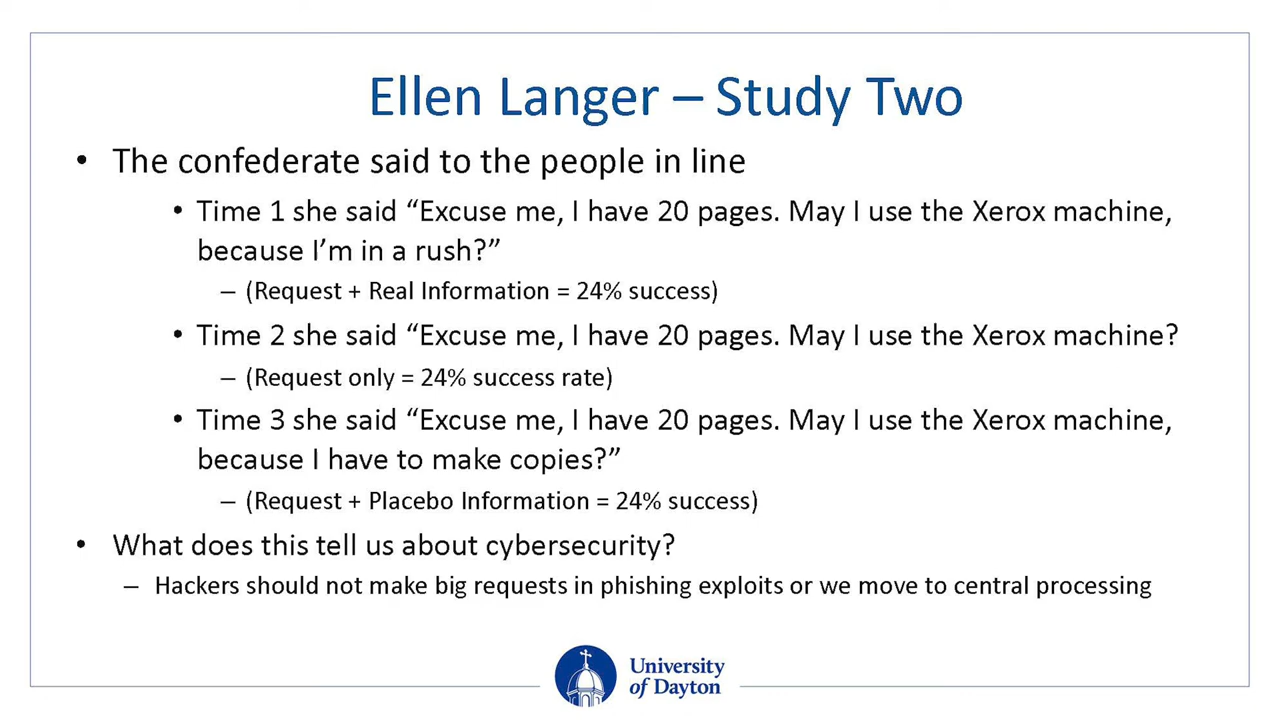 Ellen Langer – Study Two
• The confederate said to the people in line
• Time 1 she said “Excuse me, I have 20 pages. May I use the Xerox machine,
because I’m in a rush?”
– (Request + Real Information = 24% success)
• Time 2 she said “Excuse me, I have 20 pages. May I use the Xerox machine?
– (Request only = 24% success rate)
• Time 3 she said “Excuse me, I have 20 pages. May I use the Xerox machine,
because I have to make copies?”
– (Request + Placebo Information = 24% success)
• What does this tell us about cybersecurity?
– Hackers should not make big requests in phishing exploits or we move to central processing
University
of Dayton